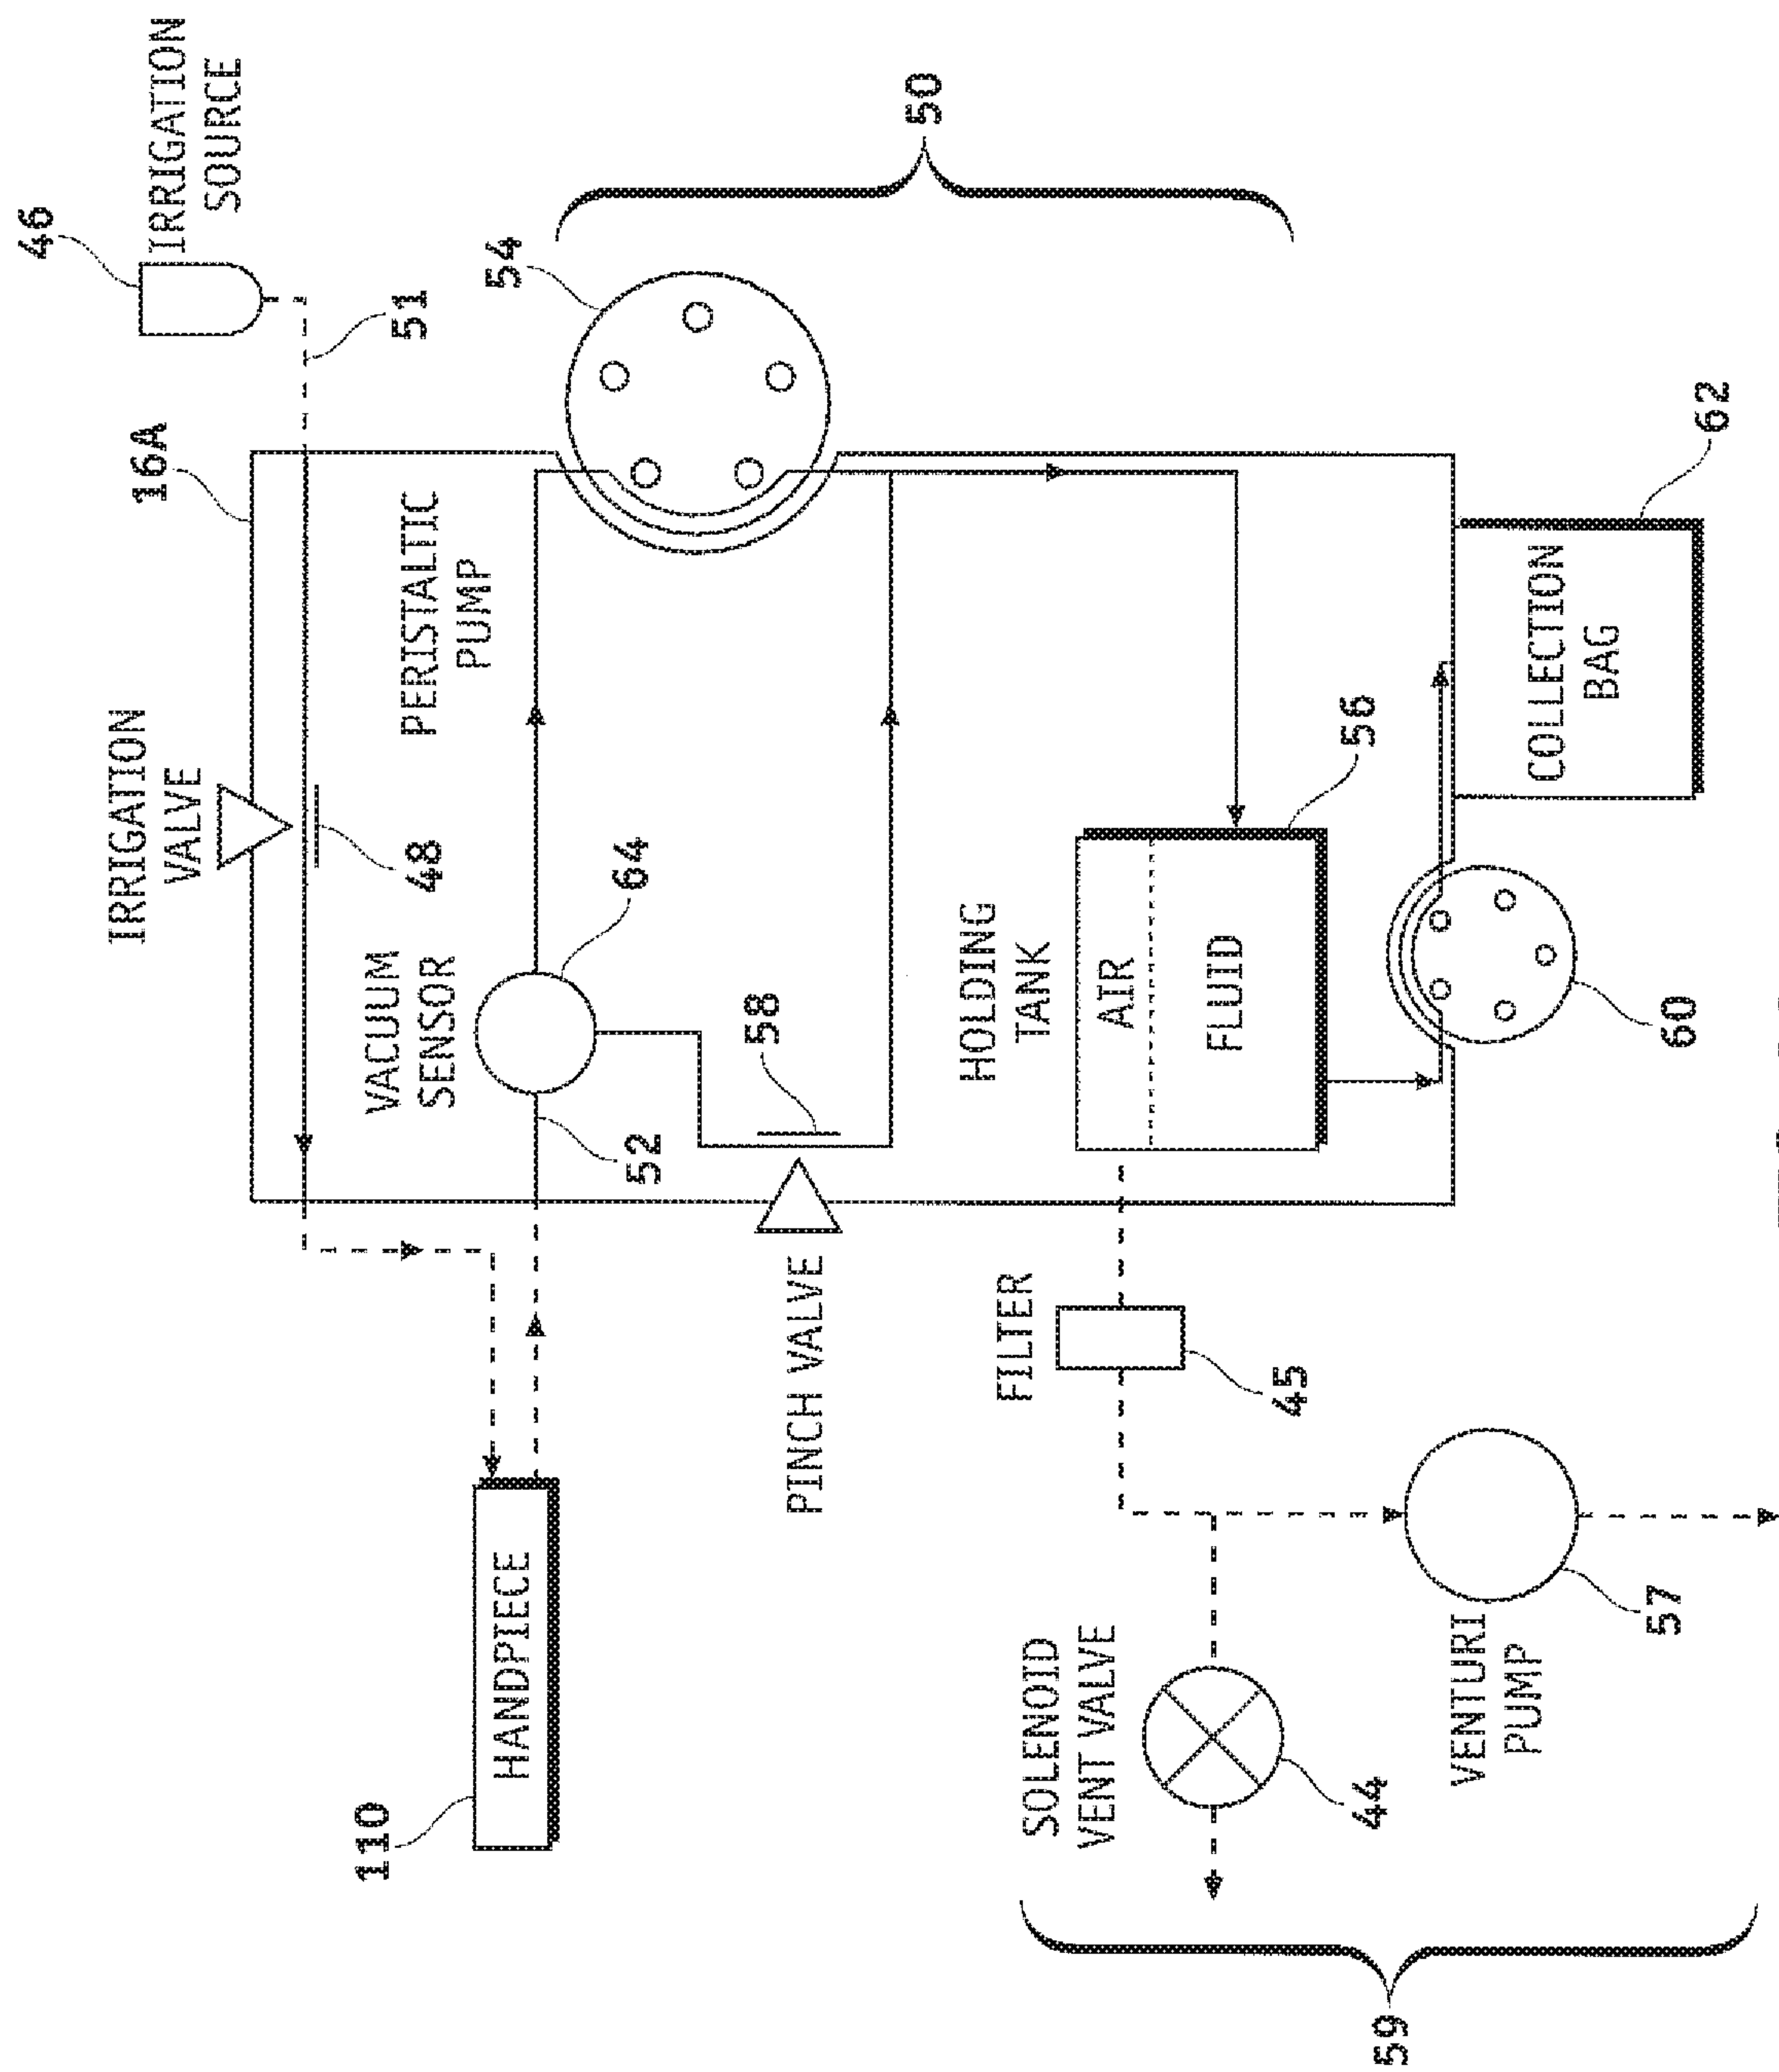 46
IRRIGATION
SOURCE
51
16A
IRRIGATION
VALVE
48
50
54
PERISTALTIC
PUMP
VACUUM
SENSOR
64
52
58
PINCH VALVE
110
HANDPIECE
HOLDING
TANK
AIR
FLUID
56
62
COLLECTION
BAG
60
FILTER
45
SOLENOID
VENT VALVE
44
VENTURI
PUMP
57
59